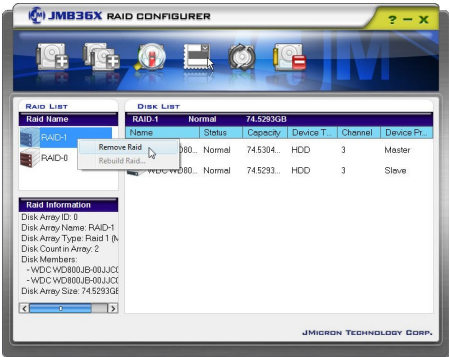 JMB36X RAID CONFIGURER
? – X
RAID LIST
Raid Name
RAID-1
RAID-0
Remove Raid
Rebuild Raid...
Raid Information
Disk Array ID: 0
Disk Array Name: RAID-1
Disk Array Type: Raid 1 (M
Disk Count in Array: 2
Disk Members:
- WDC WD800JB-00JJC
- WDC WD800JB-00JJC
Disk Array Size: 74.5293GB
DISK LIST
RAID-1 Normal 74.5293GB
Name Status Capacity Device T... Channel Device Pr...
D80... Normal 74.5304... HDD 3 Master
WDC WD80... Normal 74.5293... HDD 3 Slave
JMICRON TECHNOLOGY CORP.